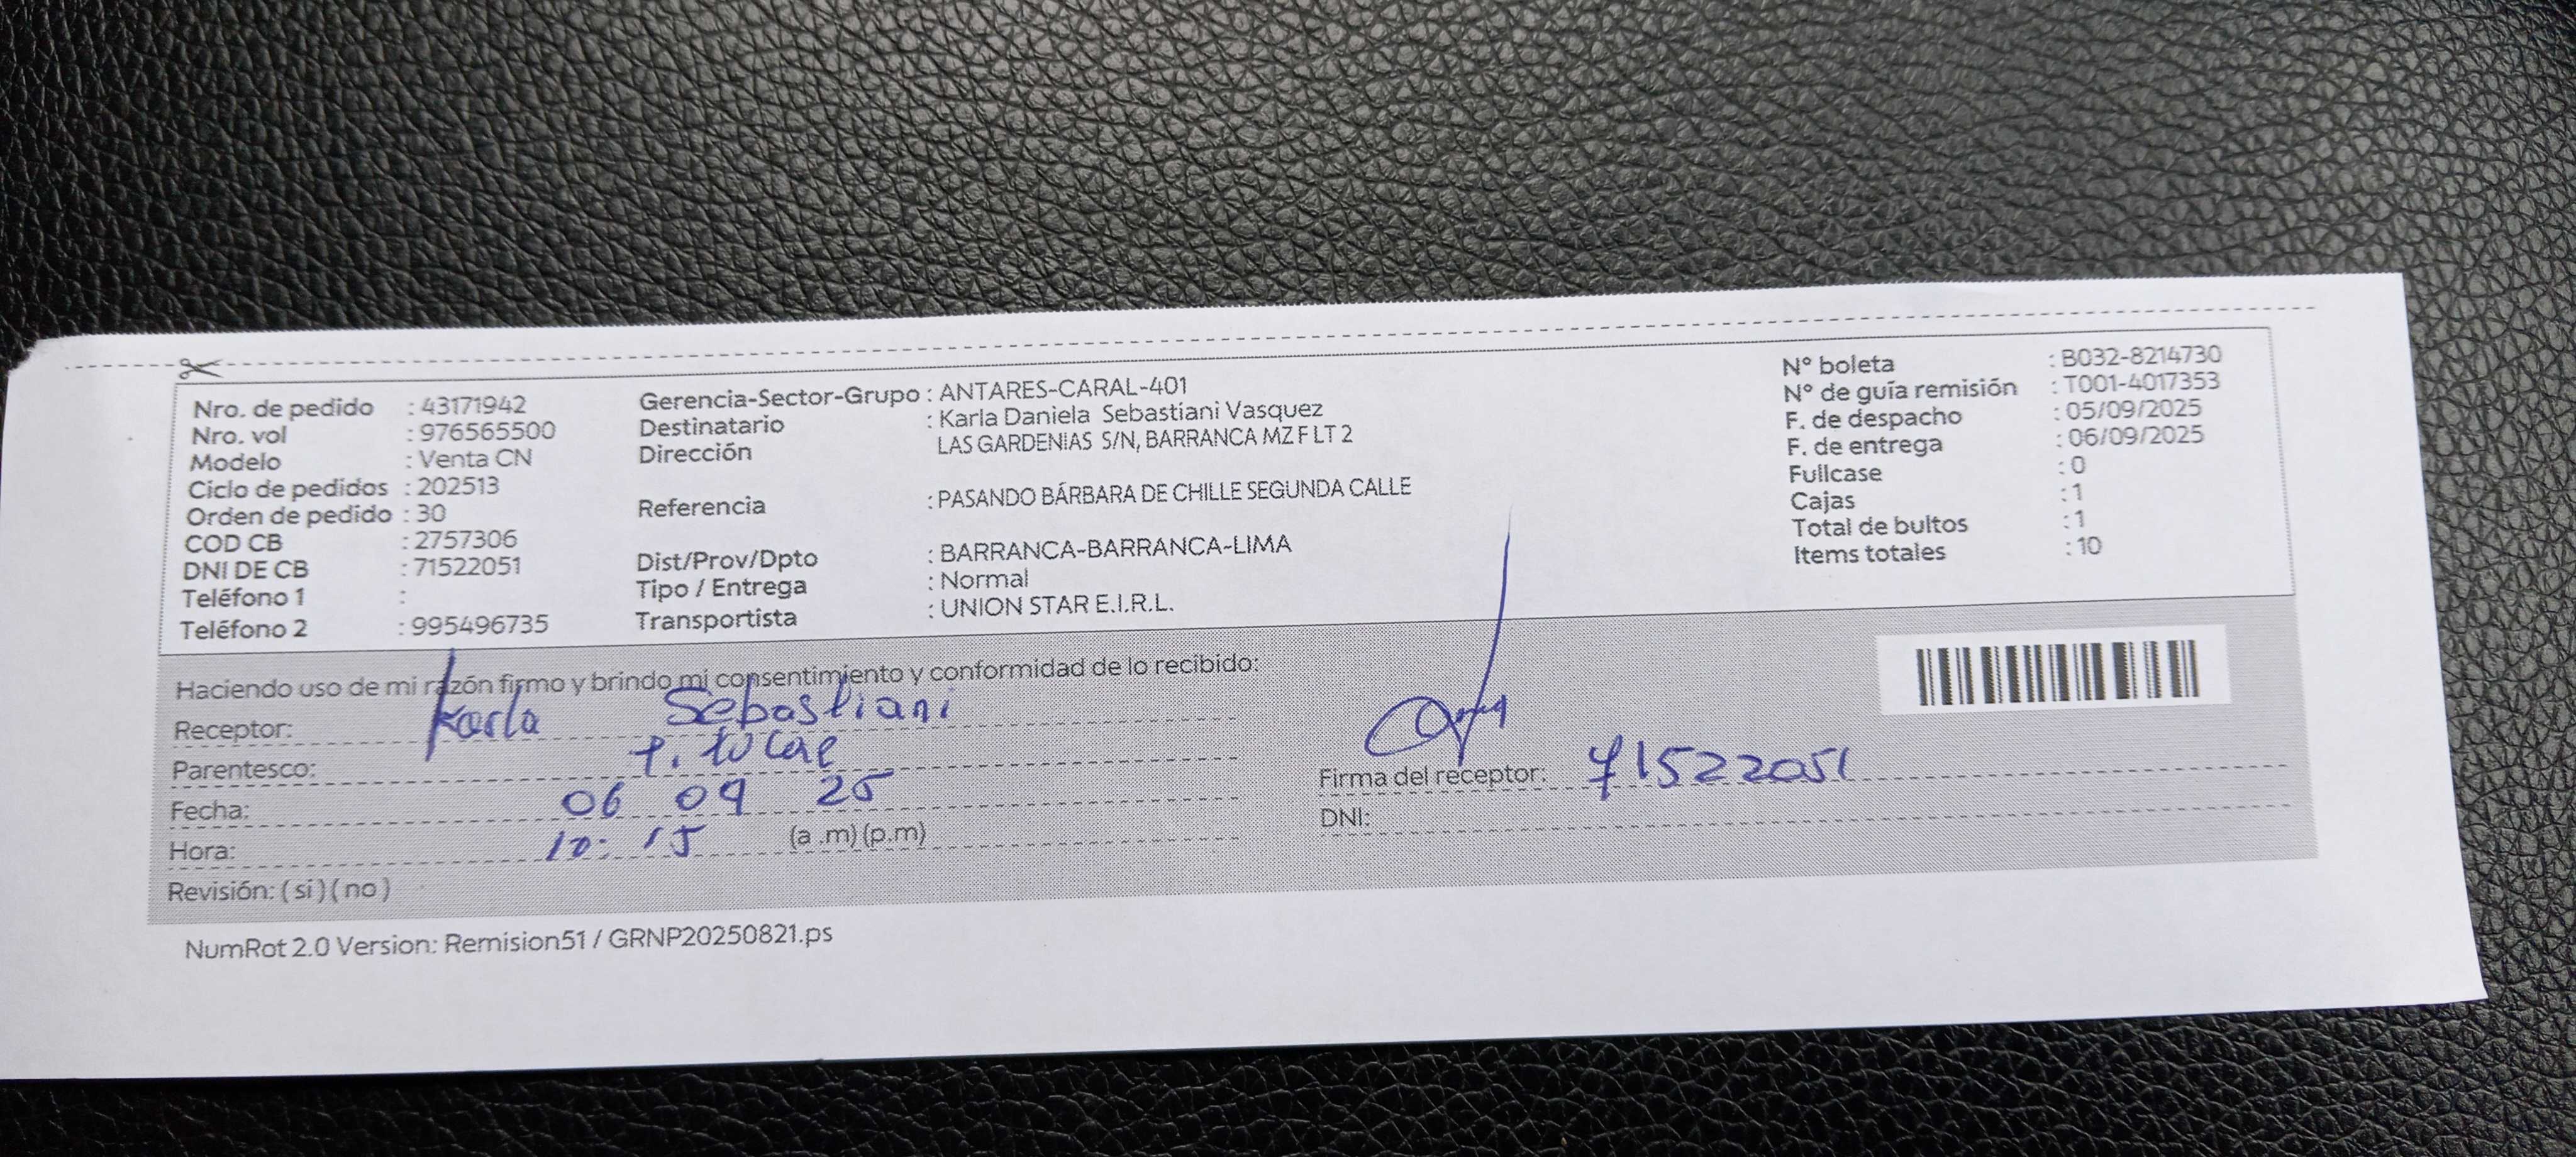 Nro. de pedido : 43171942
Nro. vol : 976565500
Modelo : Venta CN
Ciclo de pedidos : 202513
Orden de pedido : 30
COD CB : 2757306
DNI DE CB : 71522051
Teléfono 1 :
Teléfono 2 : 995496735
Gerencia-Sector-Grupo : ANTARES-CARAL-401
Destinatario : Karla Daniela Sebastiani Vasquez
Dirección LAS GARDENIAS S/N, BARRANCA MZ F LT 2
Referencia : PASANDO BÁRBARA DE CHILLE SEGUNDA CALLE
Dist/Prov/Dpto : BARRANCA-BARRANCA-LIMA
Tipo / Entrega : Normal
Transportista : UNION STAR E.I.R.L.
N° boleta : B032-8214730
N° de guía remisión : T001-4017353
F. de despacho : 05/09/2025
F. de entrega : 06/09/2025
Fullcase : 0
Cajas : 1
Total de bultos : 1
Items totales : 10
Haciendo uso de mi razón firmo y brindo mi consentimiento y conformidad de lo recibido:
Receptor: Karla Sebastiani
Parentesco:
Fecha: 06 09 25
Hora: 10:15 (a .m) (p.m)
Revisión: ( si ) ( no )
Firma del receptor: 71522051
DNI:
NumRot 2.0 Version: Remision51 / GRNP20250821.ps